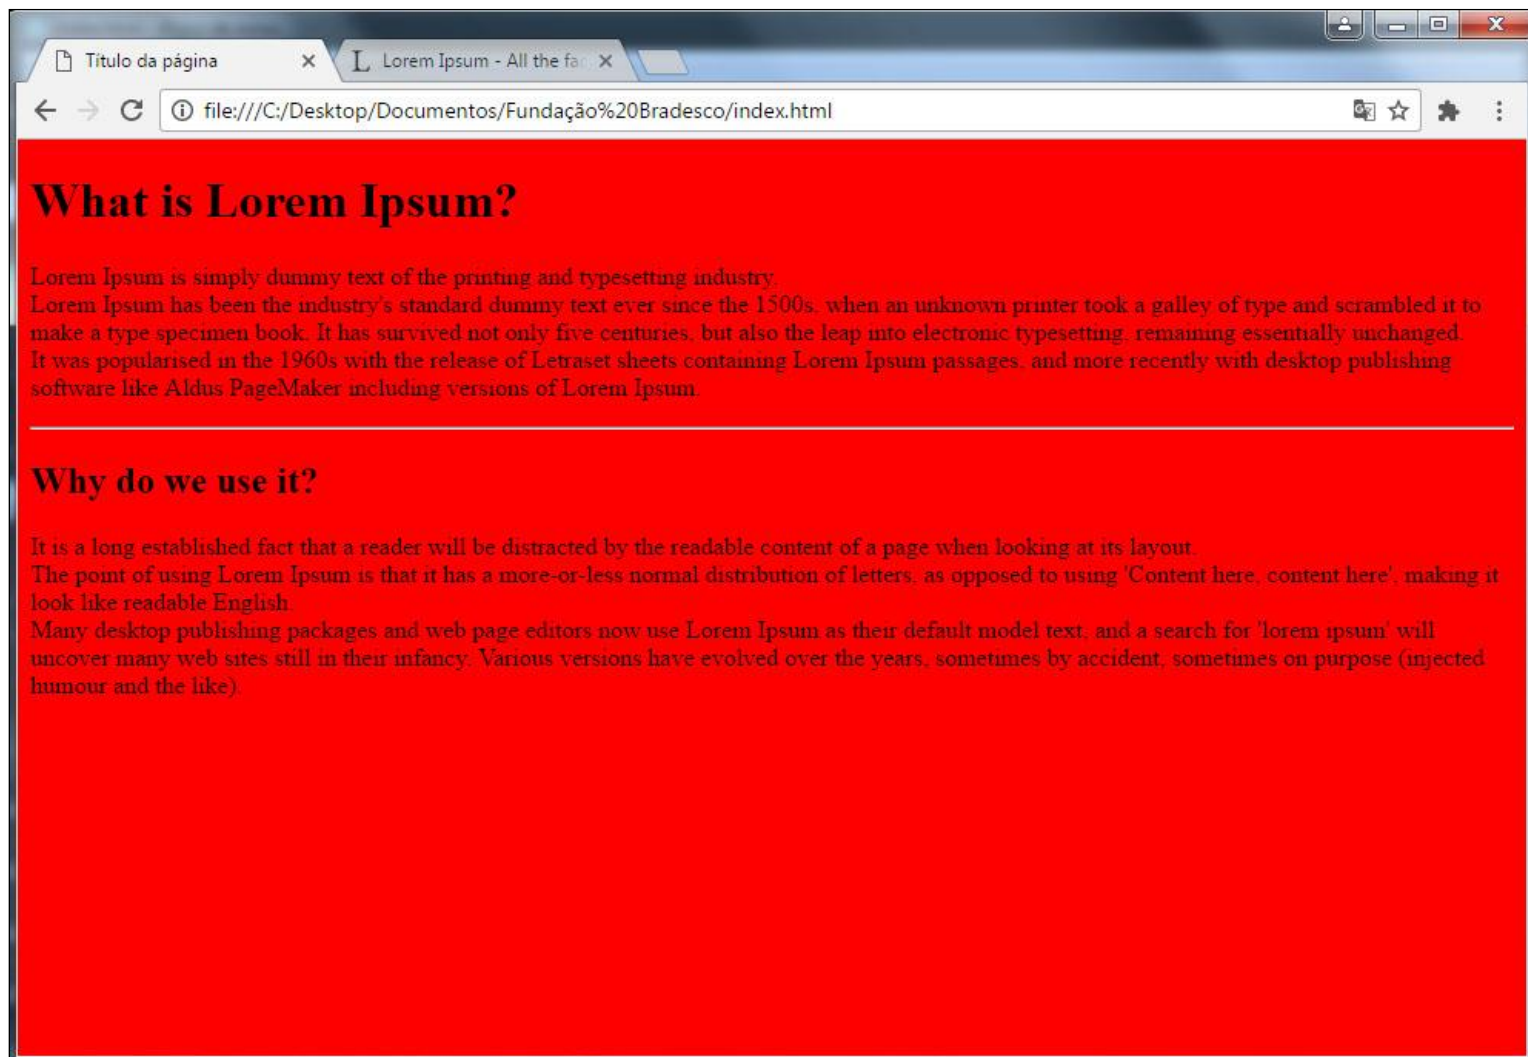 Título da página
Lorem Ipsum - All the fa
file:///C:/Desktop/Documentos/Fundação%20Bradesco/index.html
What is Lorem Ipsum?
Lorem Ipsum is simply dummy text of the printing and typesetting industry.
Lorem Ipsum has been the industry's standard dummy text ever since the 1500s, when an unknown printer took a galley of type and scrambled it to
make a type specimen book. It has survived not only five centuries, but also the leap into electronic typesetting, remaining essentially unchanged.
It was popularised in the 1960s with the release of Letraset sheets containing Lorem Ipsum passages, and more recently with desktop publishing
software like Aldus PageMaker including versions of Lorem Ipsum.
Why do we use it?
It is a long established fact that a reader will be distracted by the readable content of a page when looking at its layout.
The point of using Lorem Ipsum is that it has a more-or-less normal distribution of letters, as opposed to using 'Content here, content here', making it
look like readable English.
Many desktop publishing packages and web page editors now use Lorem Ipsum as their default model text, and a search for 'lorem ipsum' will
uncover many web sites still in their infancy. Various versions have evolved over the years, sometimes by accident, sometimes on purpose (injected
humour and the like).